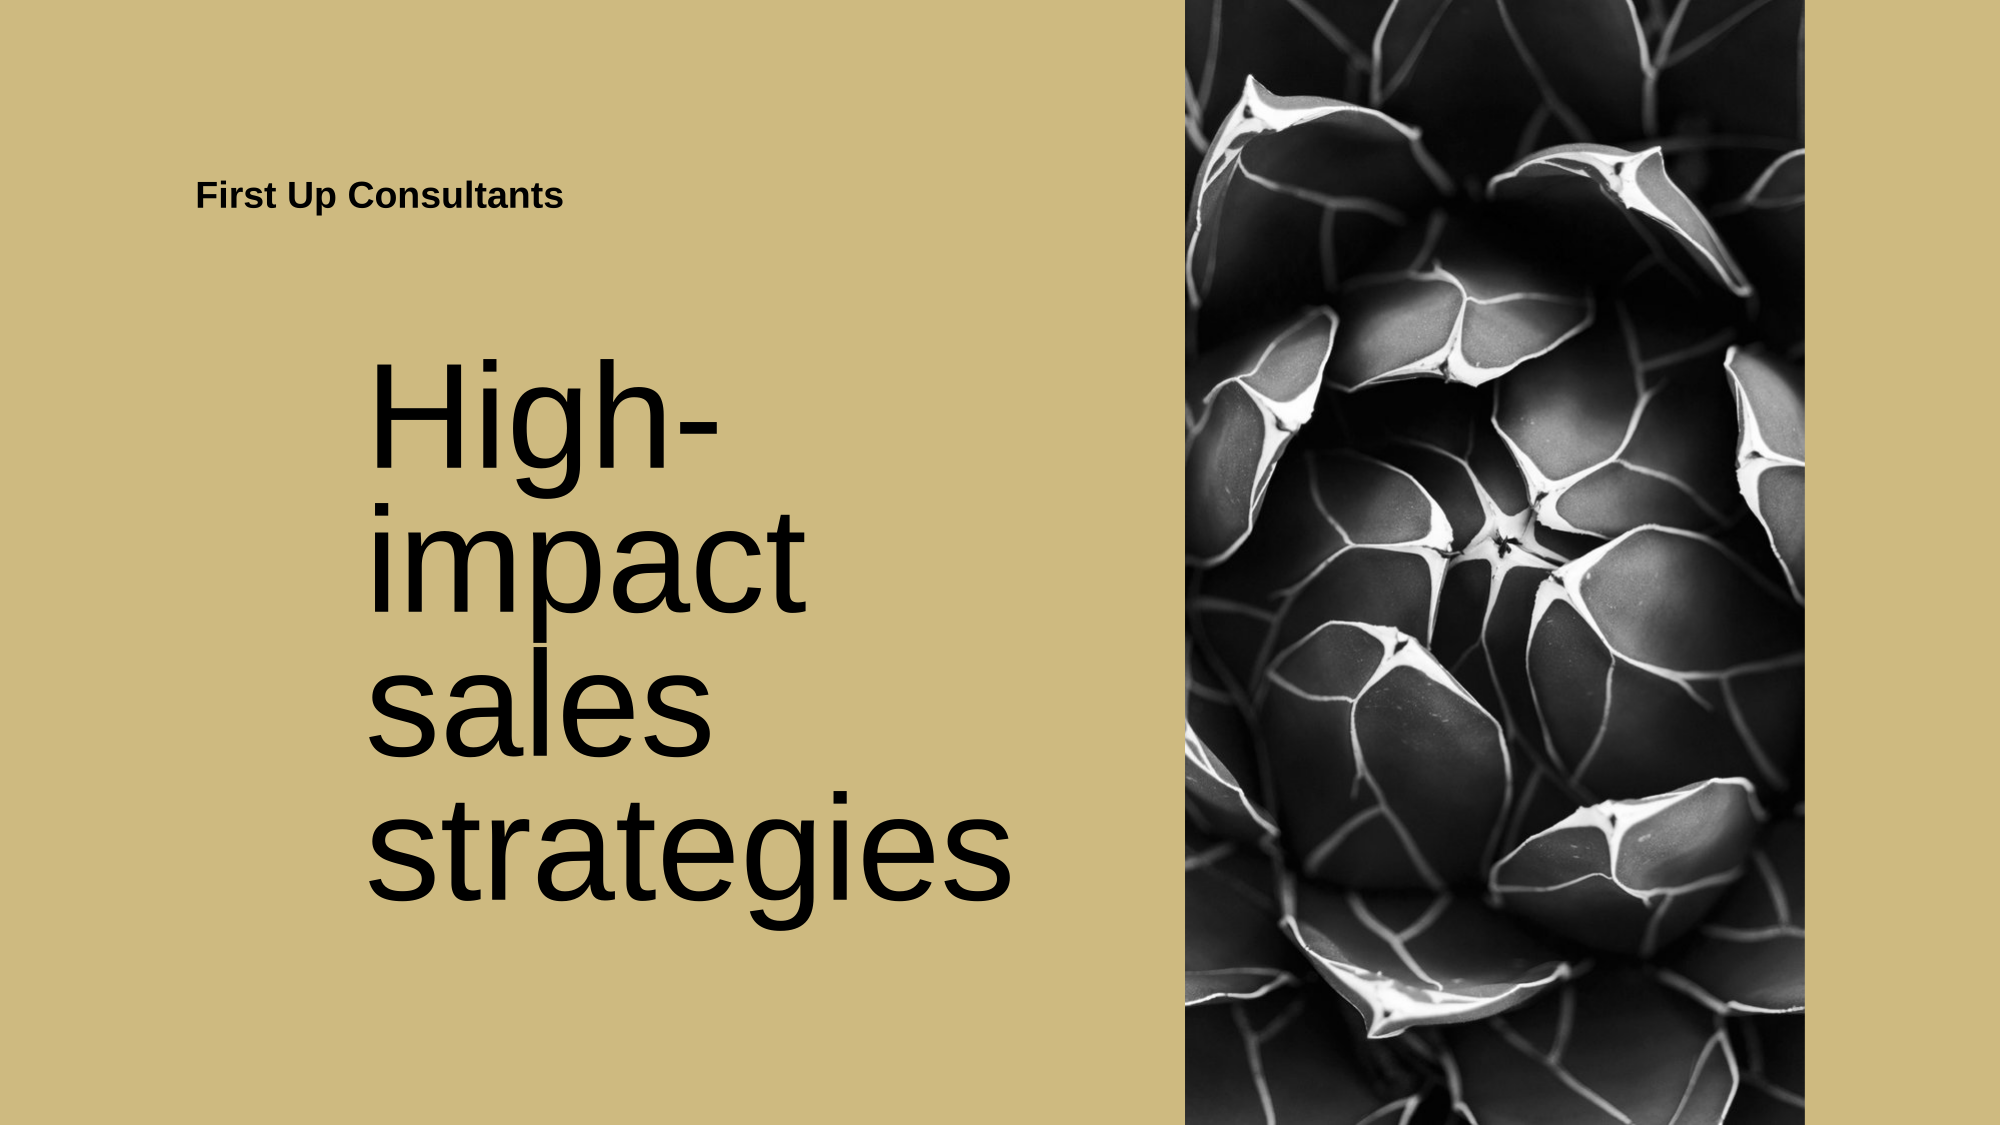 First Up Consultants
High-
impact
sales
strategies